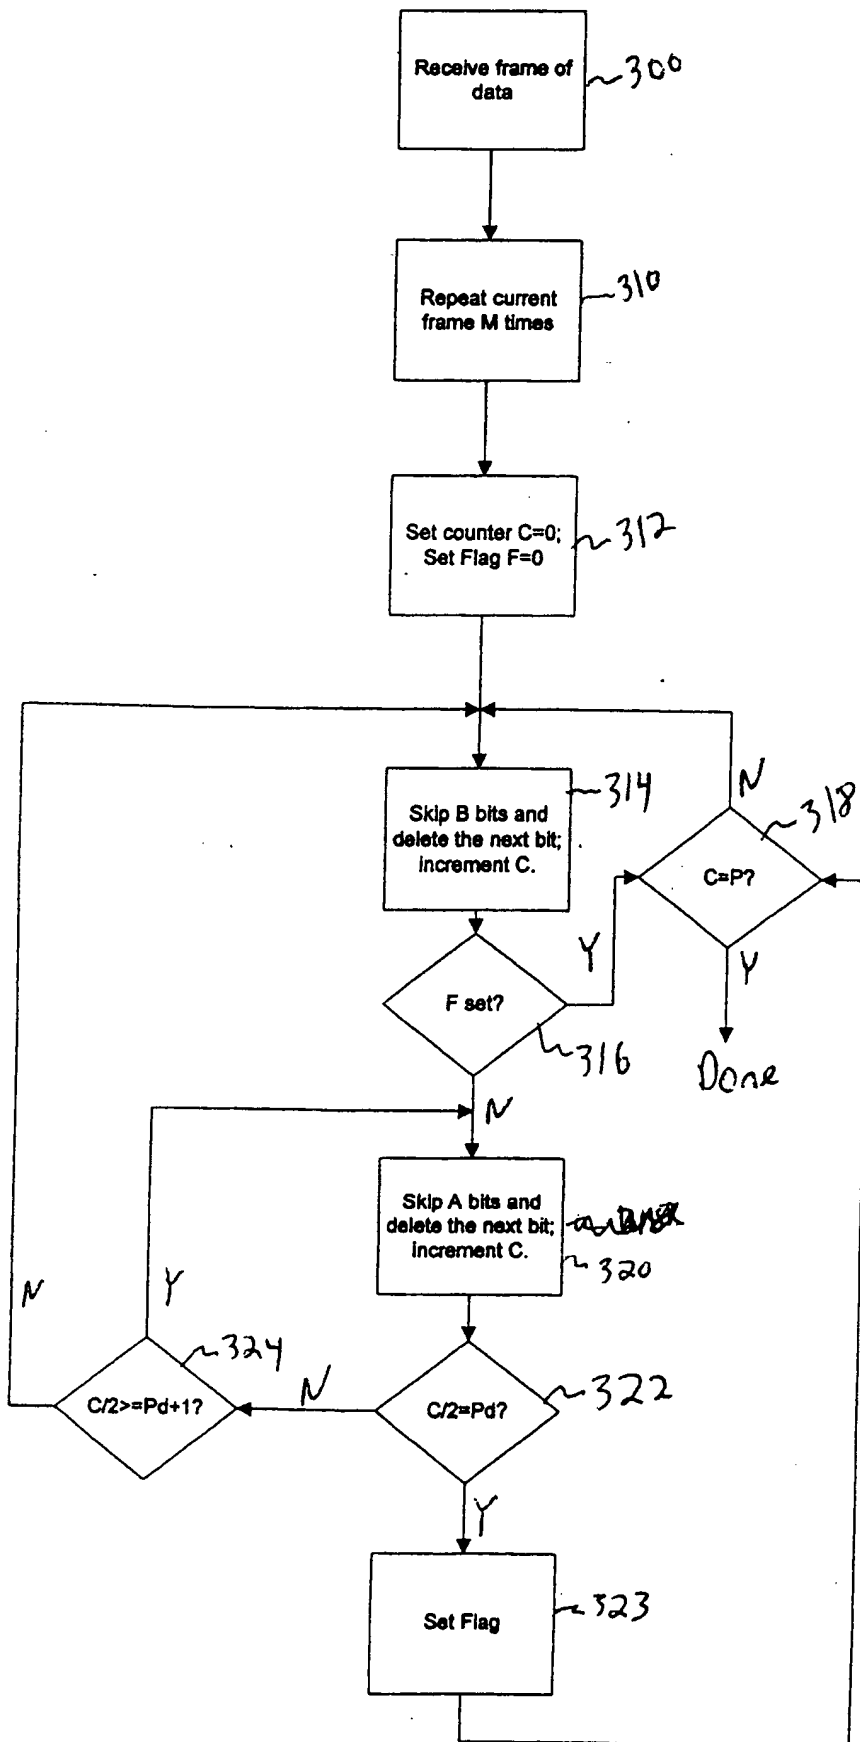 Receive frame of
data
300
Repeat current
frame M times
310
Set counter C=0;
Set Flag F=0
312
Skip B bits and
delete the next bit;
increment C.
314
N
318
C=P?
Y
Y
Done
F set?
316
N
Skip A bits and
delete the next bit;
increment C.
320
N
Y
324
C/2>=Pd+1?
N
C/2=Pd?
322
Y
Set Flag
323